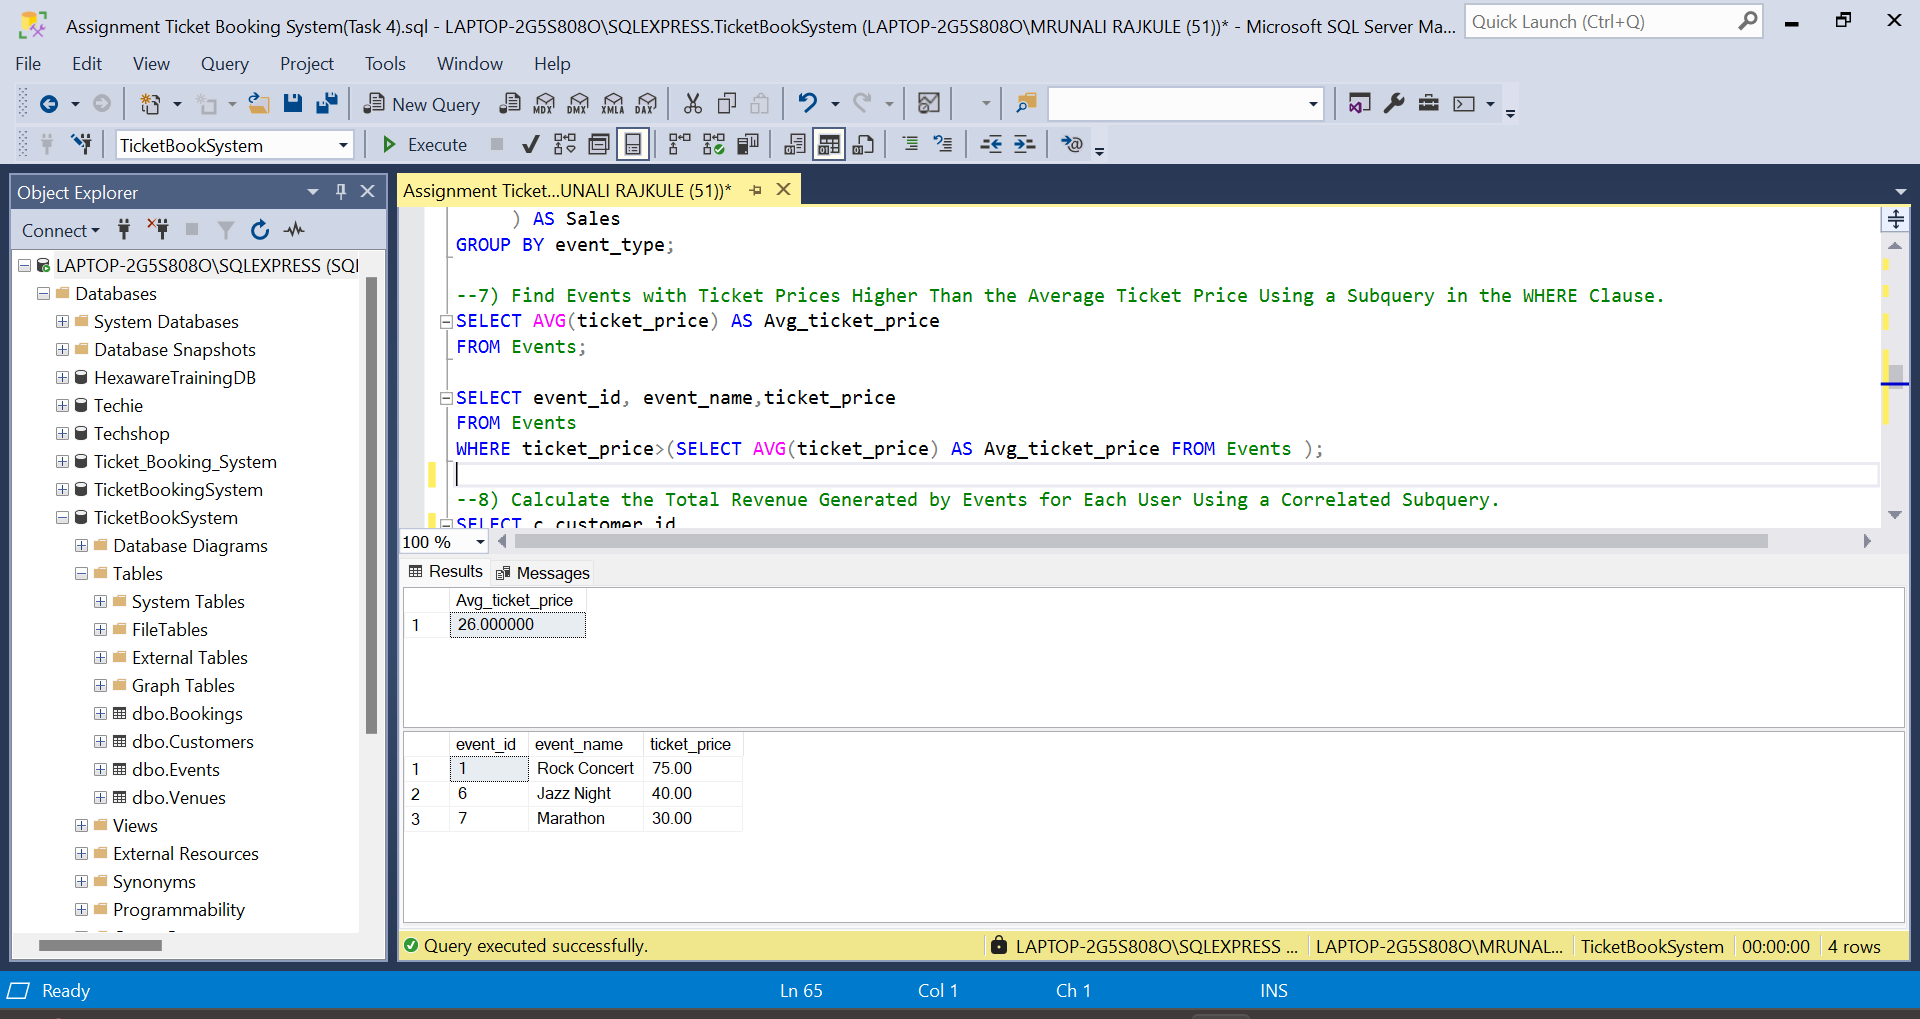 Assignment Ticket Booking System(Task 4).sql - LAPTOP-2G5S808O\SQLEXPRESS.TicketBookSystem (LAPTOP-2G5S808O\MRUNALI RAJKULE (51))* - Microsoft SQL Server Ma...
Quick Launch (Ctrl+Q)
File Edit View Query Project Tools Window Help
New Query MDX DMX XMLA DAX
TicketBookSystem Execute
Object Explorer
Connect
LAPTOP-2G5S808O\SQLEXPRESS (SQl
Databases
System Databases
Database Snapshots
HexawareTrainingDB
Techie
Techshop
Ticket_Booking_System
TicketBookingSystem
TicketBookSystem
Database Diagrams
Tables
System Tables
FileTables
External Tables
Graph Tables
dbo.Bookings
dbo.Customers
dbo.Events
dbo.Venues
Views
External Resources
Synonyms
Programmability
Assignment Ticket...UNALI RAJKULE (51))*
) AS Sales
GROUP BY event_type;
--7) Find Events with Ticket Prices Higher Than the Average Ticket Price Using a Subquery in the WHERE Clause.
SELECT AVG(ticket_price) AS Avg_ticket_price
FROM Events;
SELECT event_id, event_name,ticket_price
FROM Events
WHERE ticket_price>(SELECT AVG(ticket_price) AS Avg_ticket_price FROM Events );
--8) Calculate the Total Revenue Generated by Events for Each User Using a Correlated Subquery.
SELECT c.customer_id
100 %
Results Messages
Avg_ticket_price
1 26.000000
event_id event_name ticket_price
1 1 Rock Concert 75.00
2 6 Jazz Night 40.00
3 7 Marathon 30.00
Query executed successfully. LAPTOP-2G5S808O\SQLEXPRESS ... LAPTOP-2G5S808O\MRUNAL... TicketBookSystem 00:00:00 4 rows
Ready Ln 65 Col 1 Ch 1 INS